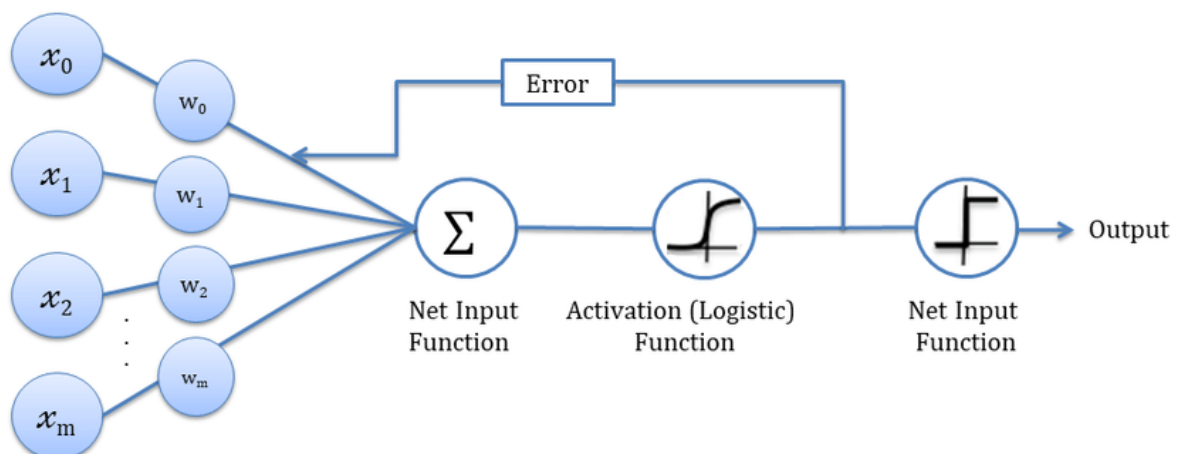 x₀
w₀
Error
x₁
w₁
Σ
Output
x₂
w₂
Net Input
Function
Activation (Logistic)
Function
Net Input
Function
.
.
.
xₘ
wₘ